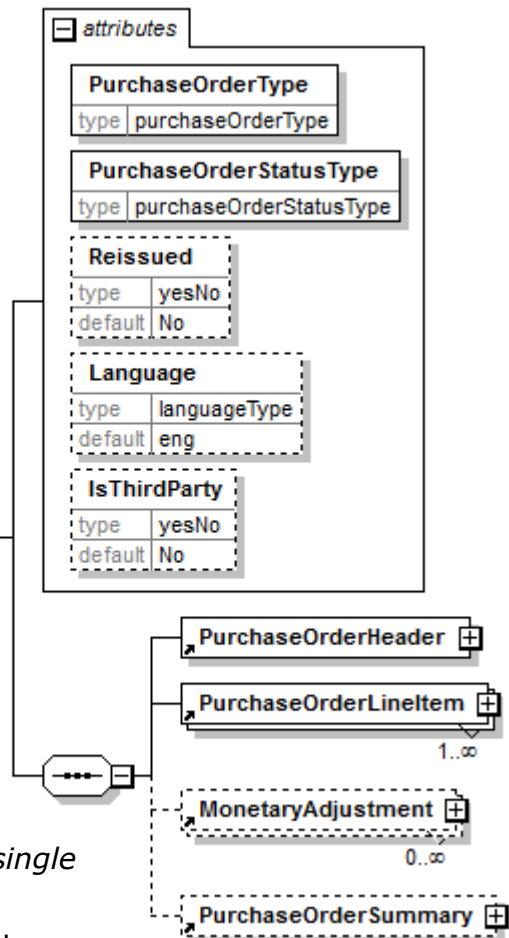 attributes
PurchaseOrderType
type purchaseOrderType
PurchaseOrderStatusType
type purchaseOrderStatusType
Reissued
type yesNo
default No
Language
type languageType
default eng
IsThirdParty
type yesNo
default No
PurchaseOrderHeader
PurchaseOrderLineItem
1..∞
MonetaryAdjustment
0..∞
single
PurchaseOrderSummary